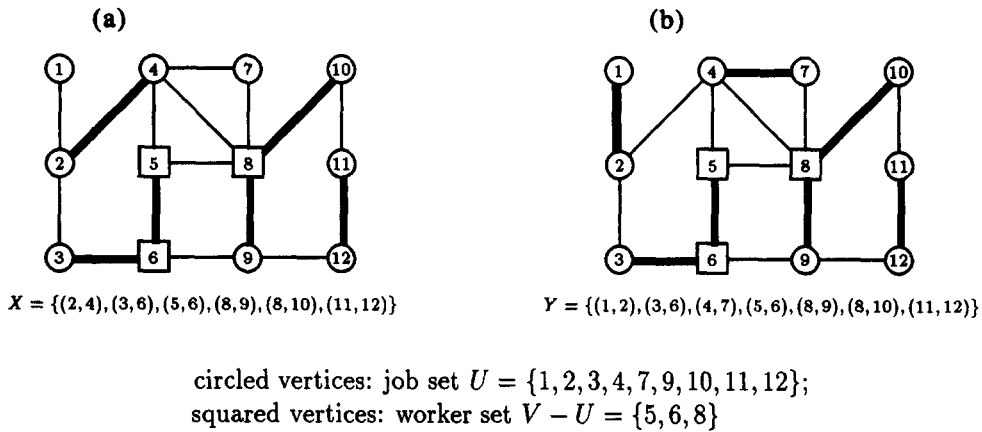 (a) (b)
1 4 7 10 1 4 7 10
2 5 8 11 2 5 8 11
3 6 9 12 3 6 9 12
X = {(2,4),(3,6),(5,6),(8,9),(8,10),(11,12)} Y = {(1,2),(3,6),(4,7),(5,6),(8,9),(8,10),(11,12)}
circled vertices: job set U = {1,2,3,4,7,9,10,11,12};
squared vertices: worker set V − U = {5,6,8}